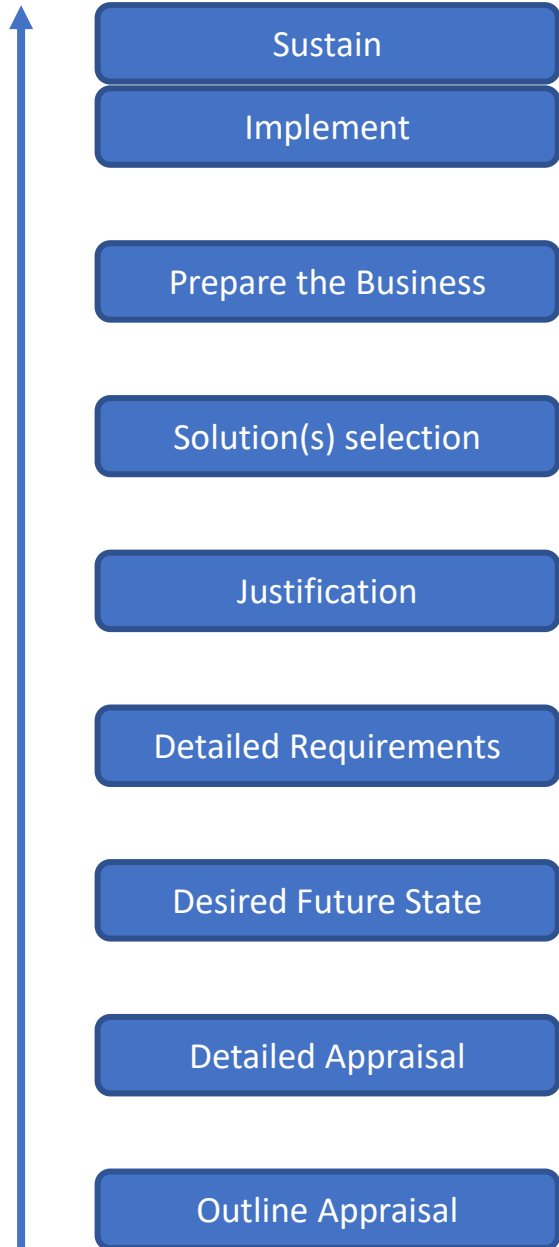 Sustain
Implement
Prepare the Business
Solution(s) selection
Justification
Detailed Requirements
Desired Future State
Detailed Appraisal
Outline Appraisal